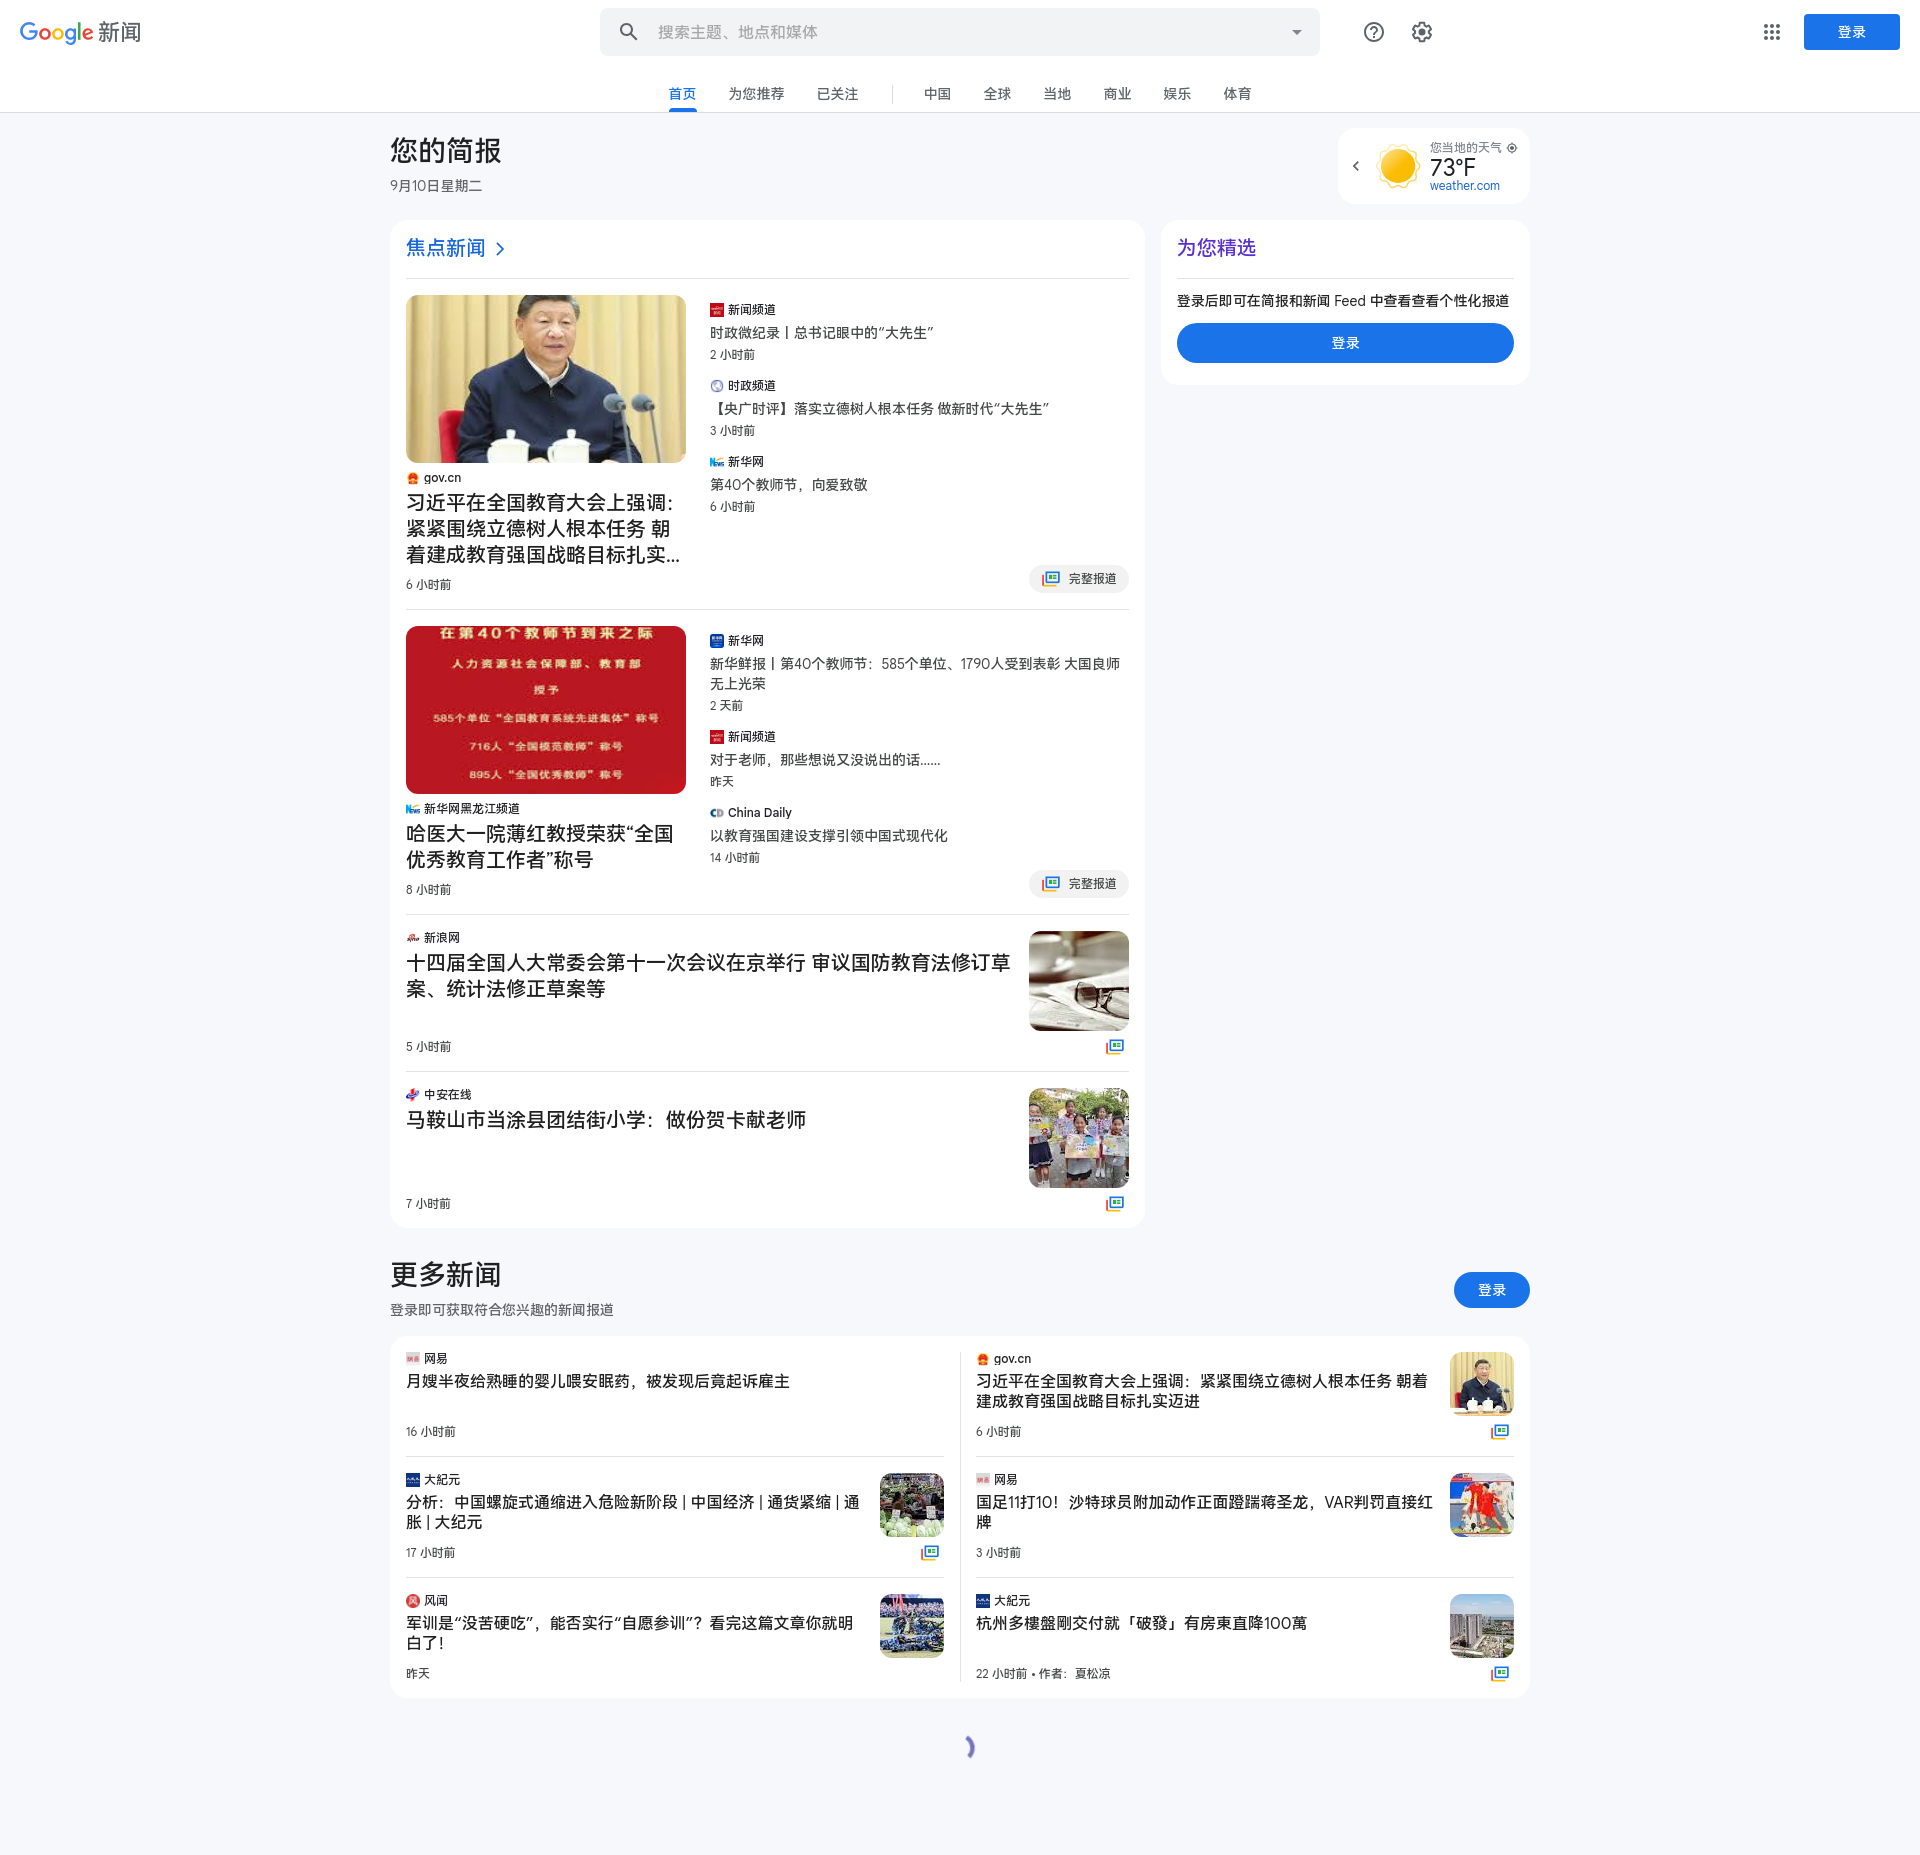 Google 新闻
搜索主题、地点和媒体
登录
首页
为您推荐
已关注
中国
全球
当地
商业
娱乐
体育
您的简报
9月10日星期二
您当地的天气
73°F
weather.com
焦点新闻
gov.cn
习近平在全国教育大会上强调：
紧紧围绕立德树人根本任务 朝
着建成教育强国战略目标扎实...
6 小时前
新闻频道
时政微纪录丨总书记眼中的“大先生”
2 小时前
时政频道
【央广时评】落实立德树人根本任务 做新时代“大先生”
3 小时前
新华网
第40个教师节，向爱致敬
6 小时前
完整报道
为您精选
登录后即可在简报和新闻 Feed 中查看查看个性化报道
登录
在第40个教师节到来之际
人力资源社会保障部、教育部
授予
585个单位“全国教育系统先进集体”称号
716人“全国模范教师”称号
895人“全国优秀教师”称号
新华网黑龙江频道
哈医大一院薄红教授荣获“全国
优秀教育工作者”称号
8 小时前
新华网
新华鲜报丨第40个教师节：585个单位、1790人受到表彰 大国良师
无上光荣
2 天前
新闻频道
对于老师，那些想说又没说出的话……
昨天
China Daily
以教育强国建设支撑引领中国式现代化
14 小时前
完整报道
新浪网
十四届全国人大常委会第十一次会议在京举行 审议国防教育法修订草
案、统计法修正草案等
5 小时前
中安在线
马鞍山市当涂县团结街小学：做份贺卡献老师
7 小时前
更多新闻
登录即可获取符合您兴趣的新闻报道
登录
网易
月嫂半夜给熟睡的婴儿喂安眠药，被发现后竟起诉雇主
16 小时前
大紀元
分析：中国螺旋式通缩进入危险新阶段 | 中国经济 | 通货紧缩 | 通
胀 | 大纪元
17 小时前
风闻
军训是“没苦硬吃”，能否实行“自愿参训”？看完这篇文章你就明
白了！
昨天
gov.cn
习近平在全国教育大会上强调：紧紧围绕立德树人根本任务 朝着
建成教育强国战略目标扎实迈进
6 小时前
网易
国足11打10！沙特球员附加动作正面蹬踹蒋圣龙，VAR判罚直接红
牌
3 小时前
大紀元
杭州多樓盤剛交付就「破發」有房東直降100萬
22 小时前 • 作者：夏松凉